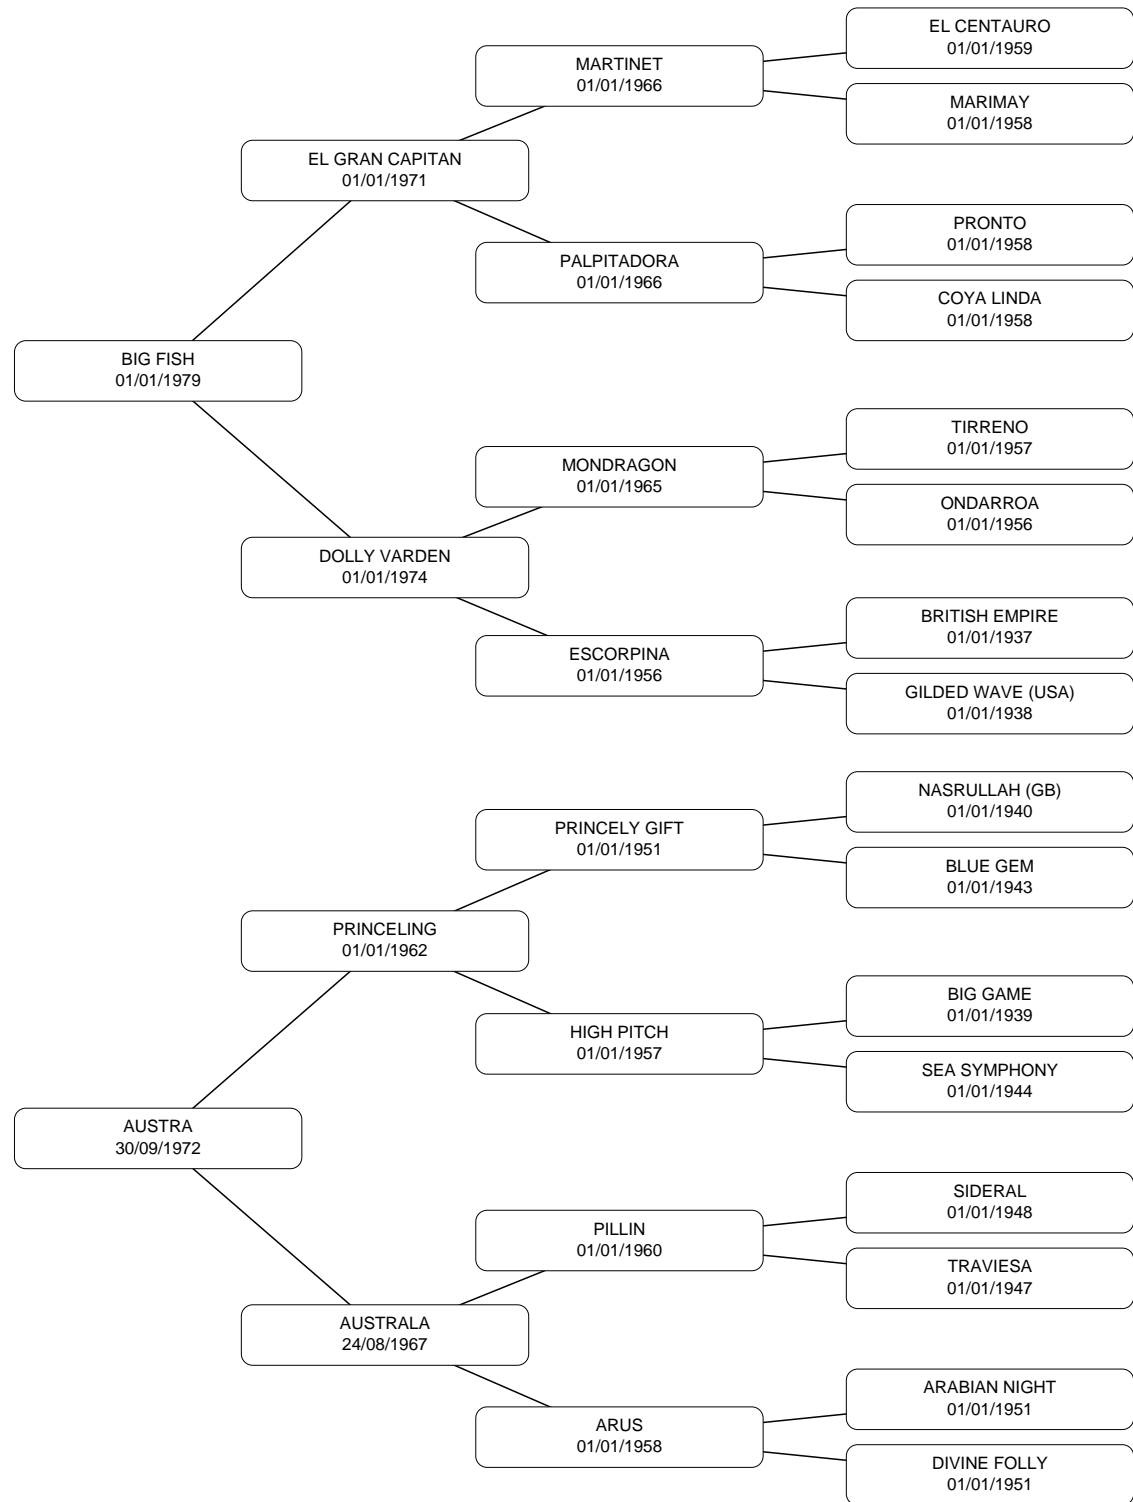 EL CENTAURO
01/01/1959
MARTINET
01/01/1966
MARIMAY
01/01/1958
EL GRAN CAPITAN
01/01/1971
PRONTO
01/01/1958
PALPITADORA
01/01/1966
COYA LINDA
01/01/1958
BIG FISH
01/01/1979
TIRRENO
01/01/1957
MONDRAGON
01/01/1965
ONDARROA
01/01/1956
DOLLY VARDEN
01/01/1974
BRITISH EMPIRE
01/01/1937
ESCORPINA
01/01/1956
GILDED WAVE (USA)
01/01/1938
NASRULLAH (GB)
01/01/1940
PRINCELY GIFT
01/01/1951
BLUE GEM
01/01/1943
PRINCELING
01/01/1962
BIG GAME
01/01/1939
HIGH PITCH
01/01/1957
SEA SYMPHONY
01/01/1944
AUSTRA
30/09/1972
SIDERAL
01/01/1948
PILLIN
01/01/1960
TRAVIESA
01/01/1947
AUSTRALA
24/08/1967
ARABIAN NIGHT
01/01/1951
ARUS
01/01/1958
DIVINE FOLLY
01/01/1951